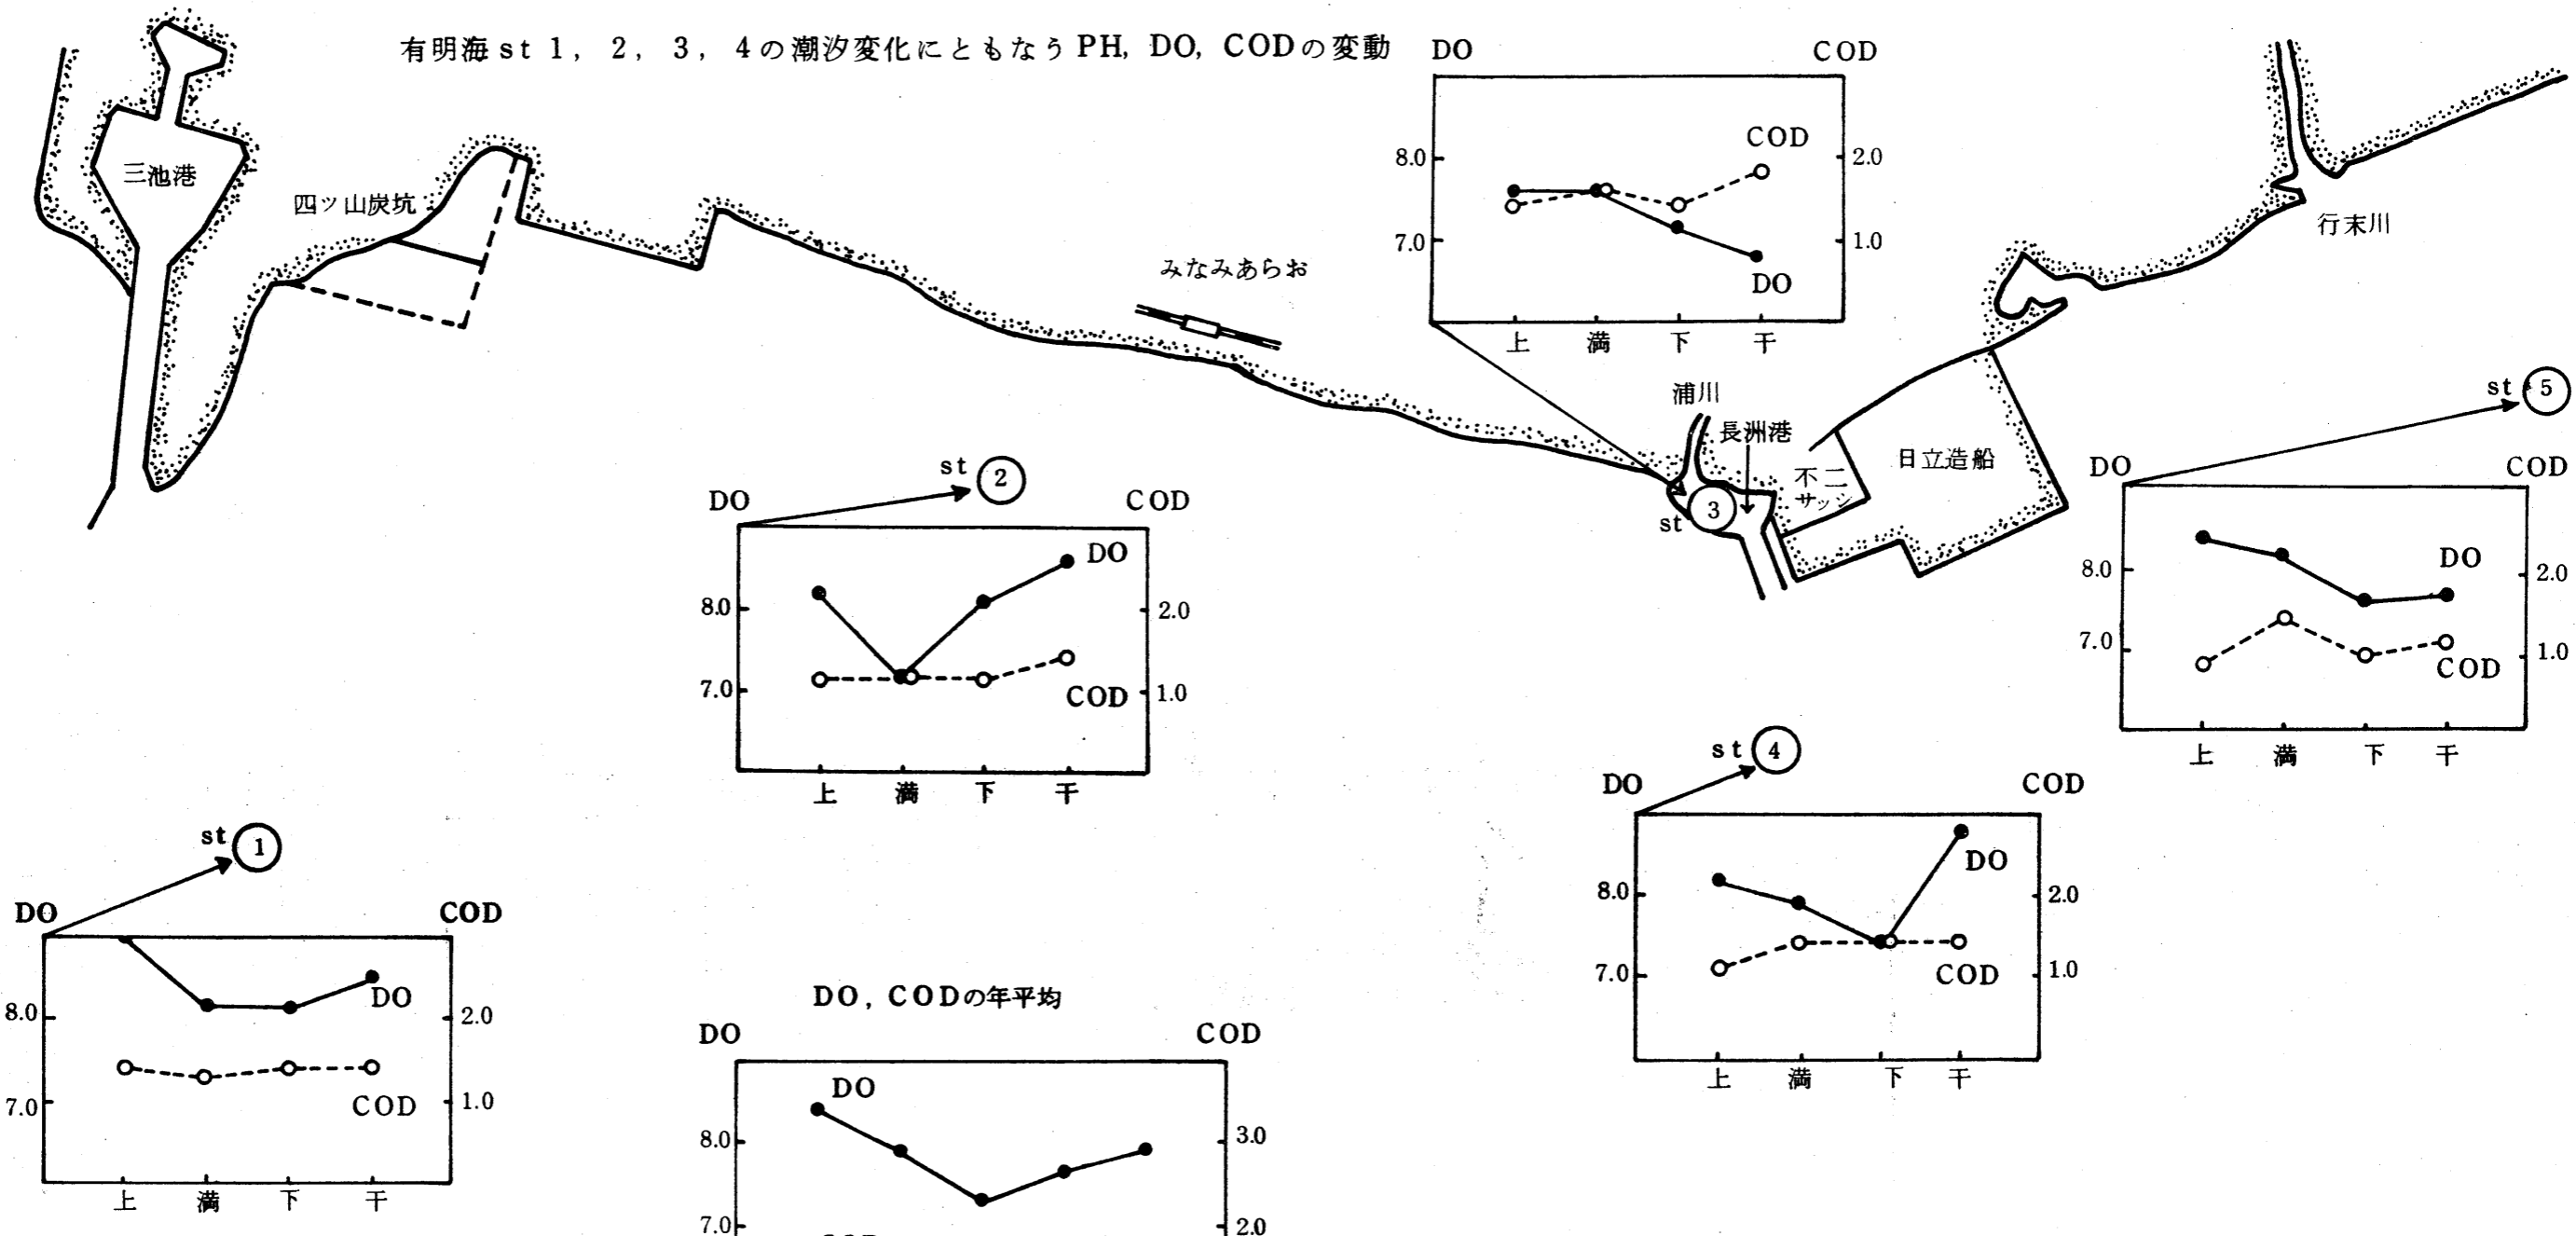 有明海 st 1, 2, 3, 4の潮汐変化にともなう PH, DO, CODの変動
三池港
四ツ山炭坑
みなみあらお
浦川
長洲港
不二
サッシ
日立造船
行末川
DO COD
8.0 2.0
7.0 1.0
COD
DO
上 満 下 干
st 3
st 2
DO COD
8.0 2.0
7.0 1.0
DO
COD
上 満 下 干
st 5
DO COD
8.0 2.0
7.0 1.0
DO
COD
上 満 下 干
st 4
DO COD
8.0 2.0
7.0 1.0
DO
COD
上 満 下 干
st 1
DO COD
8.0 2.0
7.0 1.0
DO
COD
上 満 下 干
DO, CODの年平均
DO COD
DO
8.0 3.0
7.0 2.0